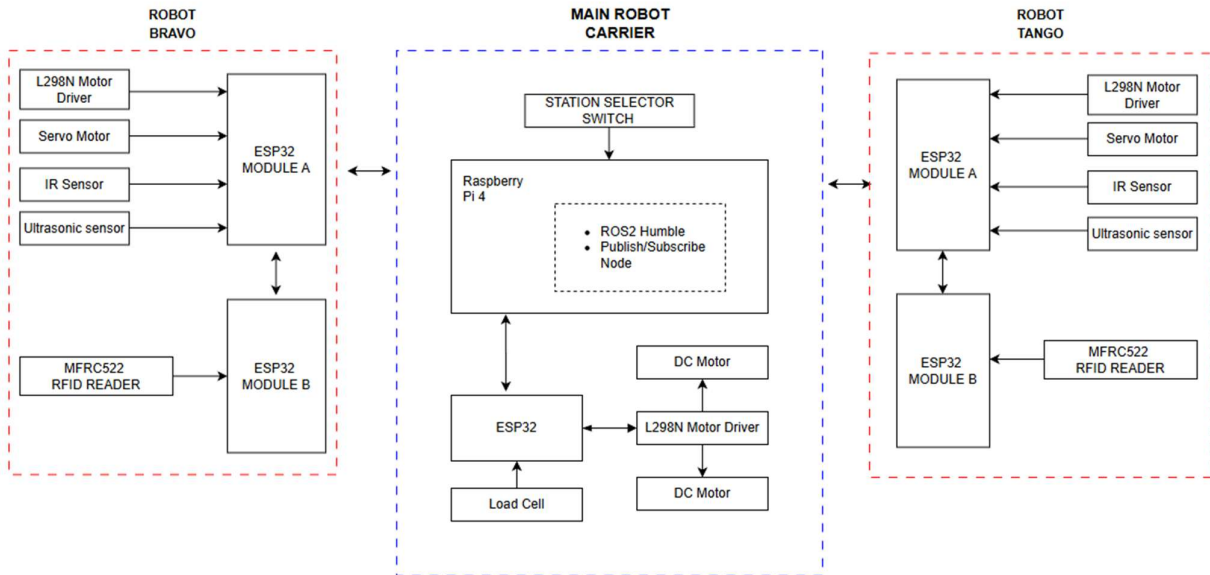 ROBOT
BRAVO
L298N Motor
Driver
Servo Motor
IR Sensor
Ultrasonic sensor
ESP32
MODULE A
MFRC522
RFID READER
ESP32
MODULE B
MAIN ROBOT
CARRIER
STATION SELECTOR
SWITCH
Raspberry
Pi 4
• ROS2 Humble
• Publish/Subscribe
Node
ESP32
Load Cell
DC Motor
L298N Motor Driver
DC Motor
ROBOT
TANGO
ESP32
MODULE A
L298N Motor
Driver
Servo Motor
IR Sensor
Ultrasonic sensor
ESP32
MODULE B
MFRC522
RFID READER